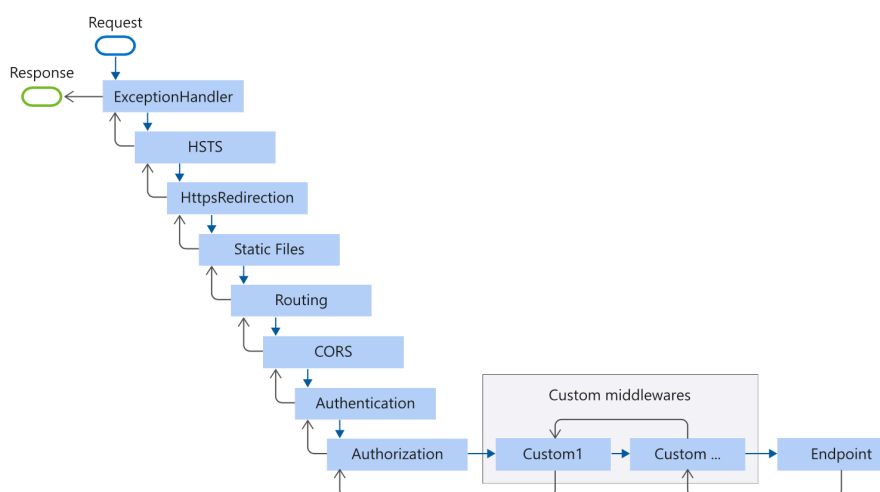 Request
Response
ExceptionHandler
HSTS
HttpsRedirection
Static Files
Routing
CORS
Authentication
Custom middlewares
Authorization
Custom1
Custom ...
Endpoint